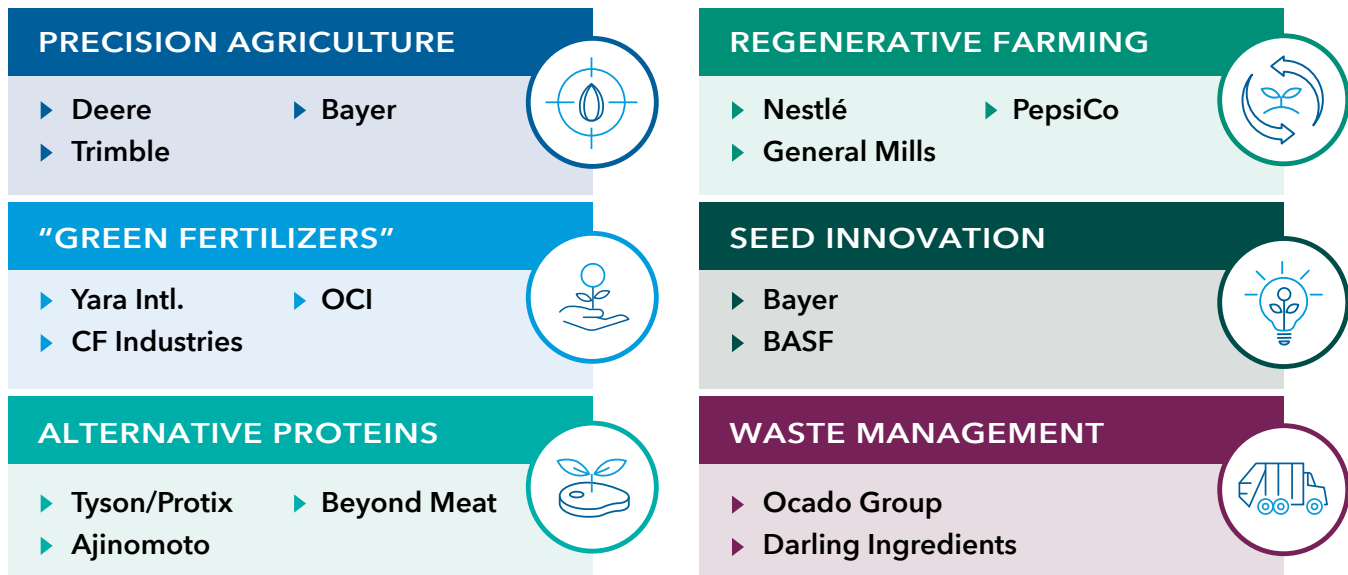 PRECISION AGRICULTURE
Deere
Bayer
Trimble
REGENERATIVE FARMING
Nestlé
PepsiCo
General Mills
“GREEN FERTILIZERS”
Yara Intl.
OCI
CF Industries
SEED INNOVATION
Bayer
BASF
ALTERNATIVE PROTEINS
Tyson/Protix
Beyond Meat
Ajinomoto
WASTE MANAGEMENT
Ocado Group
Darling Ingredients